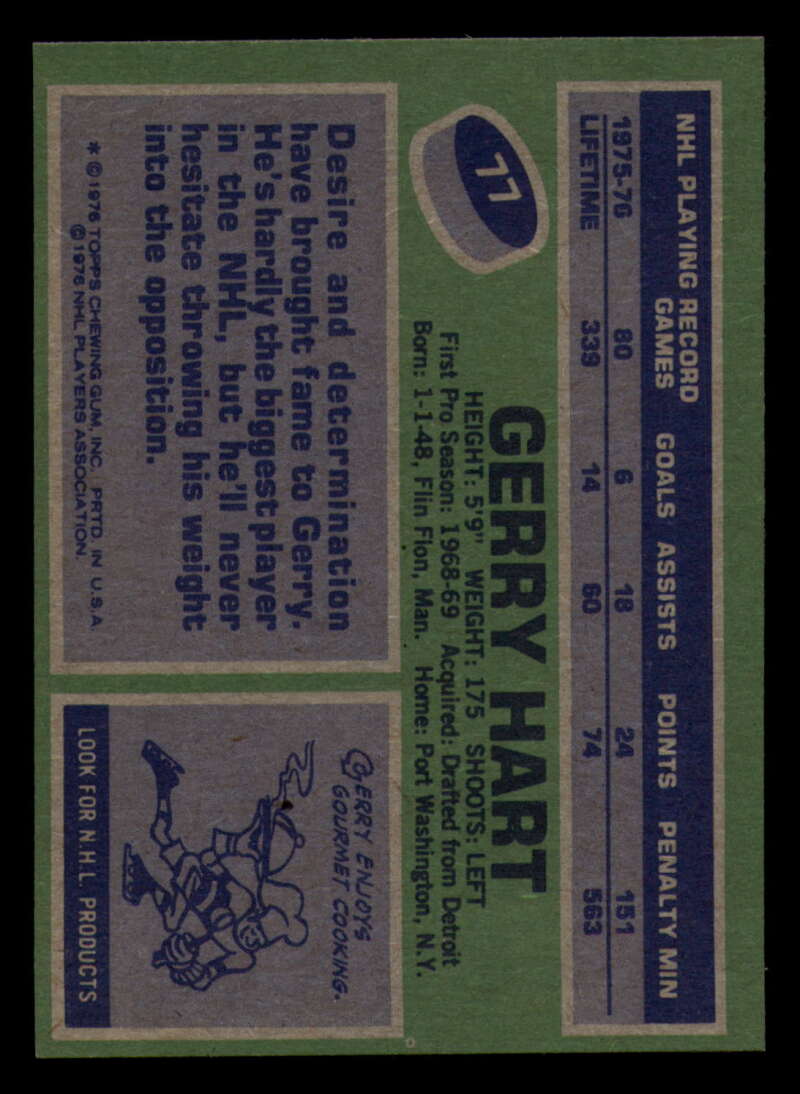 NHL PLAYING RECORD
GAMES GOALS ASSISTS POINTS PENALTY MIN
1975-76 80 6 18 24 151
LIFETIME 339 14 60 74 563
77
GERRY HART
HEIGHT: 5'9" WEIGHT: 175 SHOOTS: LEFT
First Pro Season: 1968-69 Acquired: Drafted from Detroit
Born: 1-1-48, Flin Flon, Man. Home: Port Washington, N.Y.
Desire and determination
have brought fame to Gerry.
He's hardly the biggest player
in the NHL, but he'll never
hesitate throwing his weight
into the opposition.
* © 1976 TOPPS CHEWING GUM, INC. PRTD. IN U.S.A.
© 1976 NHL PLAYERS ASSOCIATION.
GERRY ENJOYS
GOURMET COOKING.
LOOK FOR N.H.L. PRODUCTS